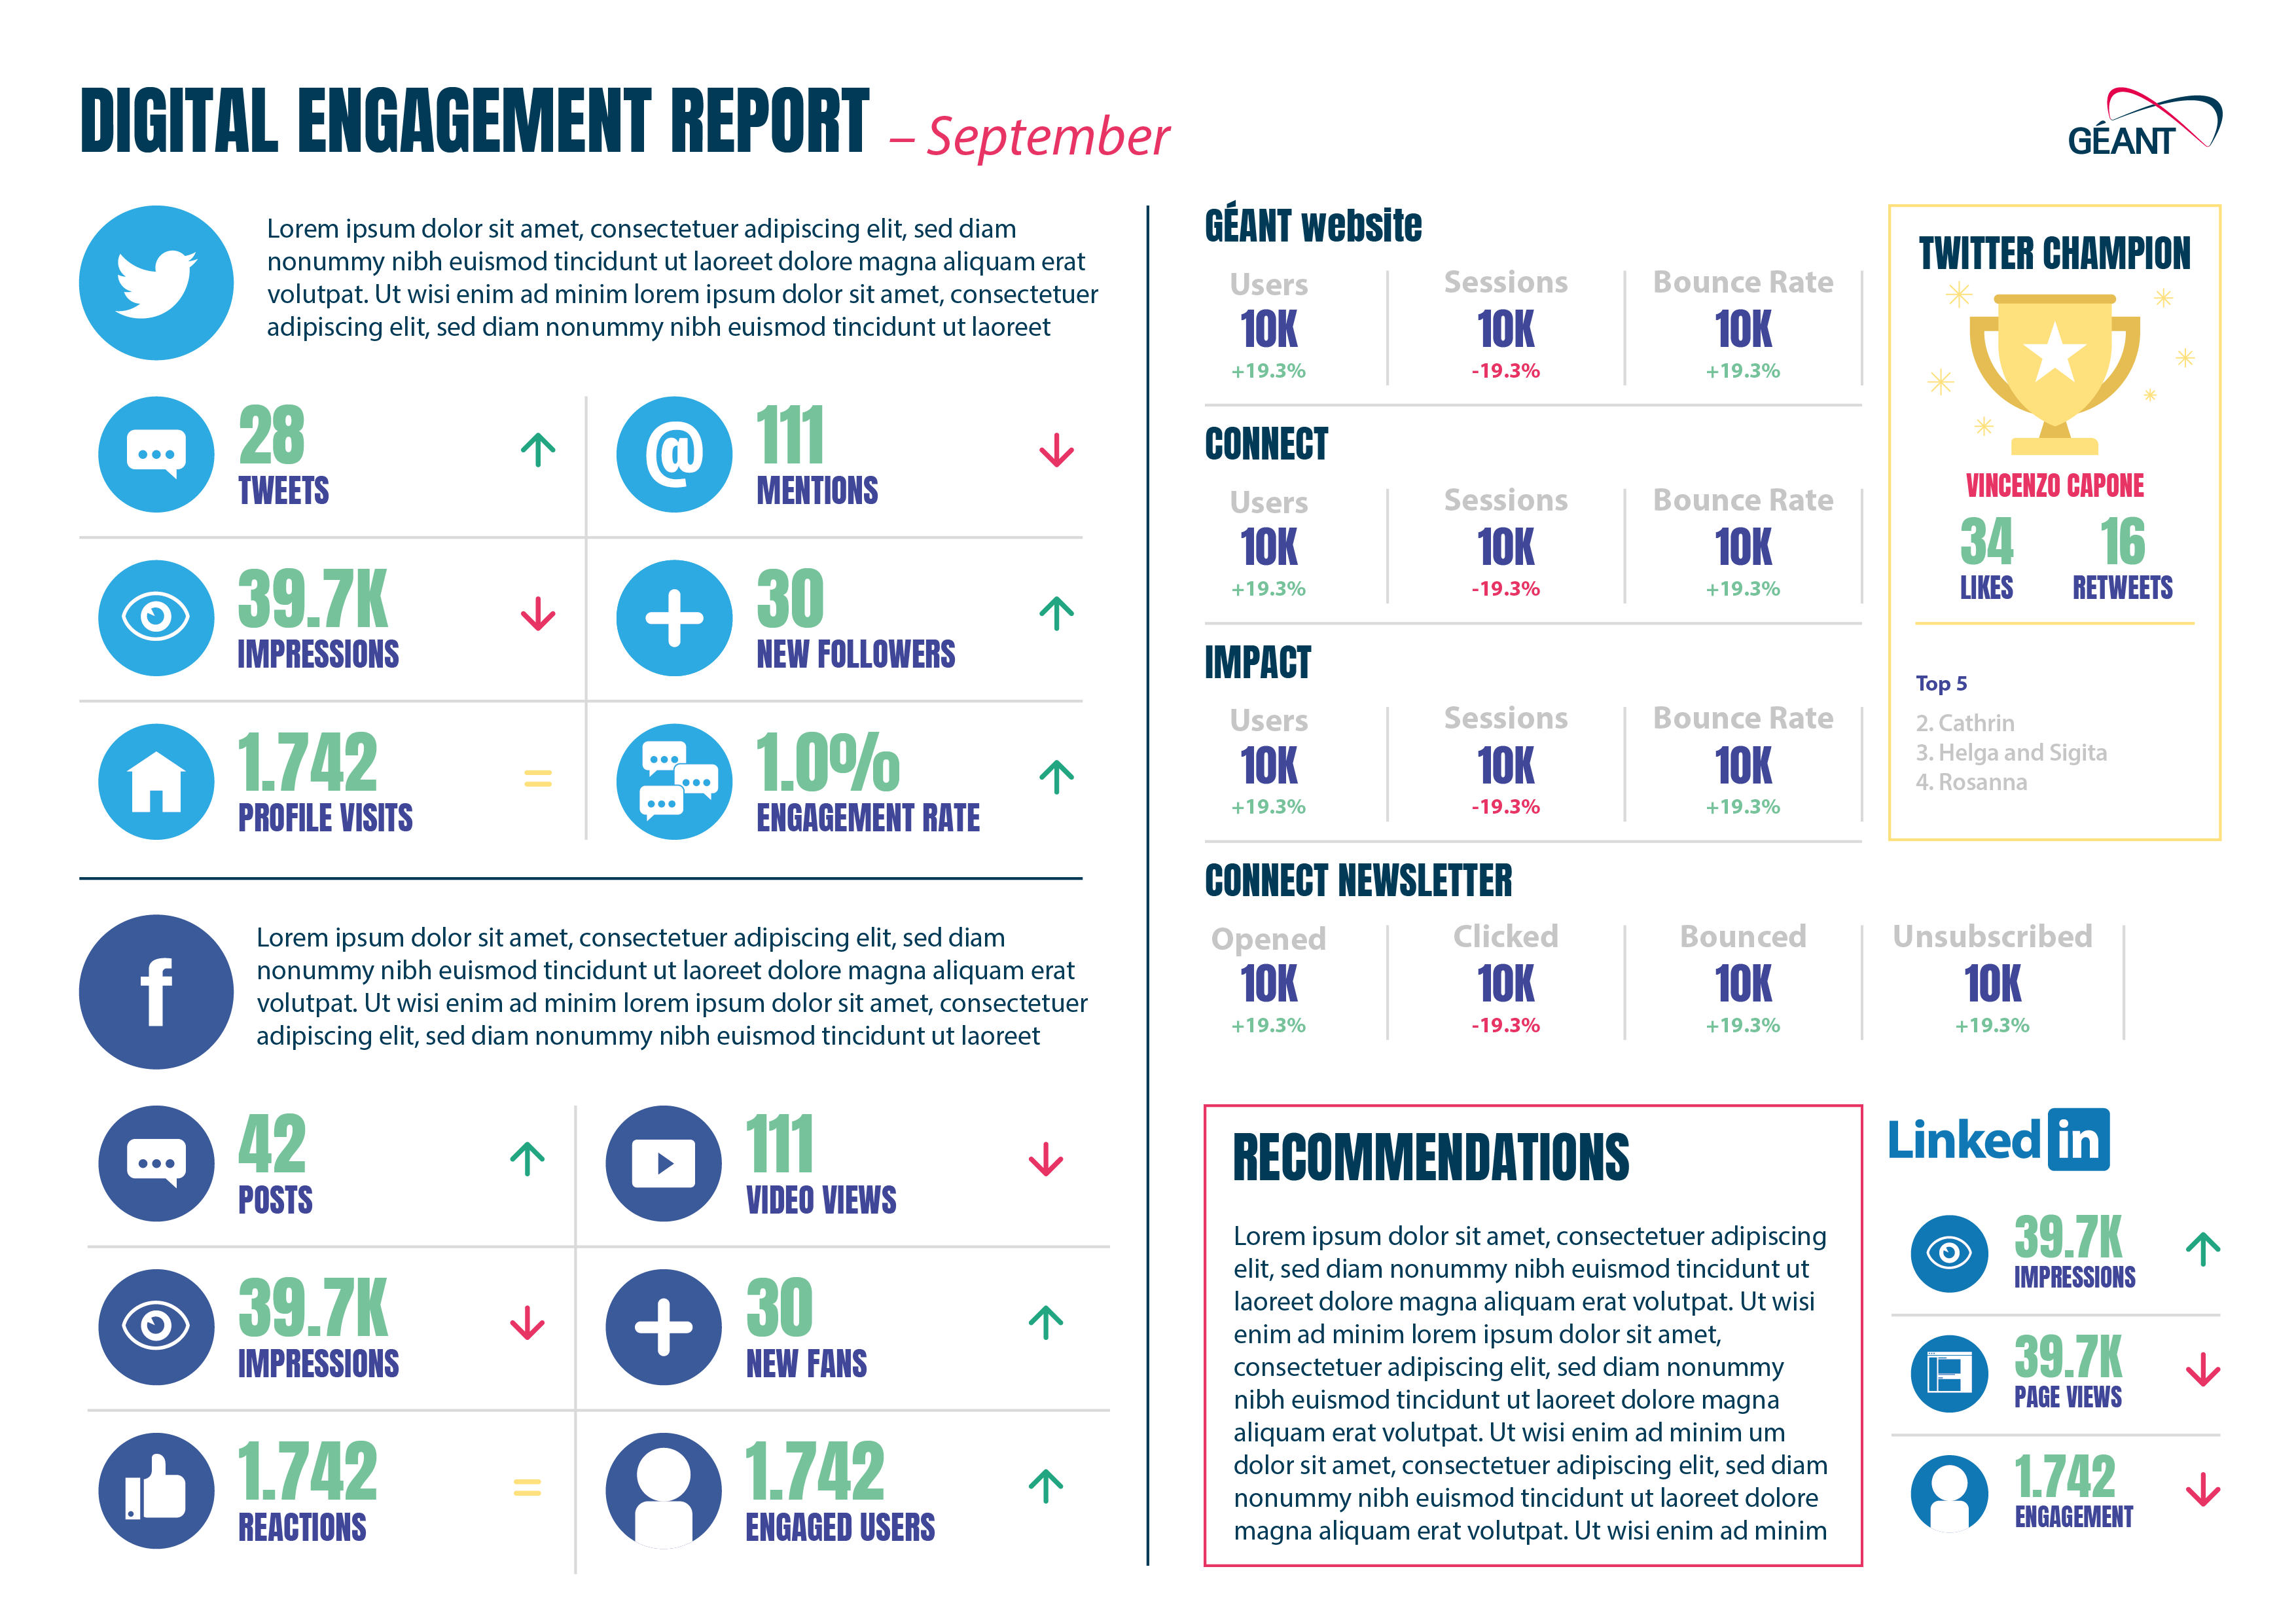 DIGITAL ENGAGEMENT REPORT – September
GÉANT
Lorem ipsum dolor sit amet, consectetuer adipiscing elit, sed diam
nonummy nibh euismod tincidunt ut laoreet dolore magna aliquam erat
volutpat. Ut wisi enim ad minim lorem ipsum dolor sit amet, consectetuer
adipiscing elit, sed diam nonummy nibh euismod tincidunt ut laoreet
28
TWEETS
@
111
MENTIONS
39.7K
IMPRESSIONS
30
NEW FOLLOWERS
1.742
PROFILE VISITS
=
1.0%
ENGAGEMENT RATE
f
Lorem ipsum dolor sit amet, consectetuer adipiscing elit, sed diam
nonummy nibh euismod tincidunt ut laoreet dolore magna aliquam erat
volutpat. Ut wisi enim ad minim lorem ipsum dolor sit amet, consectetuer
adipiscing elit, sed diam nonummy nibh euismod tincidunt ut laoreet
42
POSTS
111
VIDEO VIEWS
39.7K
IMPRESSIONS
30
NEW FANS
1.742
REACTIONS
=
1.742
ENGAGED USERS
GÉANT website
Users Sessions Bounce Rate
10K 10K 10K
+19.3% -19.3% +19.3%
CONNECT
Users Sessions Bounce Rate
10K 10K 10K
+19.3% -19.3% +19.3%
IMPACT
Users Sessions Bounce Rate
10K 10K 10K
+19.3% -19.3% +19.3%
TWITTER CHAMPION
VINCENZO CAPONE
34 16
LIKES RETWEETS
Top 5
2. Cathrin
3. Helga and Sigita
4. Rosanna
CONNECT NEWSLETTER
Opened Clicked Bounced Unsubscribed
10K 10K 10K 10K
+19.3% -19.3% +19.3% +19.3%
RECOMMENDATIONS
Lorem ipsum dolor sit amet, consectetuer adipiscing
elit, sed diam nonummy nibh euismod tincidunt ut
laoreet dolore magna aliquam erat volutpat. Ut wisi
enim ad minim lorem ipsum dolor sit amet,
consectetuer adipiscing elit, sed diam nonummy
nibh euismod tincidunt ut laoreet dolore magna
aliquam erat volutpat. Ut wisi enim ad minim um
dolor sit amet, consectetuer adipiscing elit, sed diam
nonummy nibh euismod tincidunt ut laoreet dolore
magna aliquam erat volutpat. Ut wisi enim ad minim
Linked in
39.7K
IMPRESSIONS
39.7K
PAGE VIEWS
1.742
ENGAGEMENT